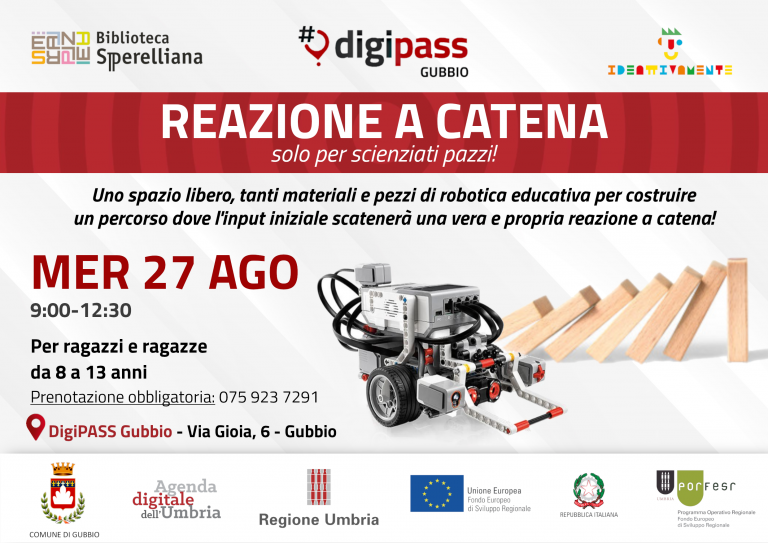 Biblioteca
Sperelliana
#digipass
GUBBIO
IDEATTIVAMENTE
REAZIONE A CATENA
solo per scienziati pazzi!
Uno spazio libero, tanti materiali e pezzi di robotica educativa per costruire
un percorso dove l'input iniziale scatenerà una vera e propria reazione a catena!
MER 27 AGO
9:00-12:30
Per ragazzi e ragazze
da 8 a 13 anni
Prenotazione obbligatoria: 075 923 7291
DigiPASS Gubbio - Via Gioia, 6 - Gubbio
COMUNE DI GUBBIO
Agenda
digitale
dell'Umbria
Regione Umbria
Unione Europea
Fondo Europeo
di Sviluppo Regionale
REPUBBLICA ITALIANA
UMBRIA
porfesr
Programma Operativo Regionale
Fondo Europeo
di Sviluppo Regionale